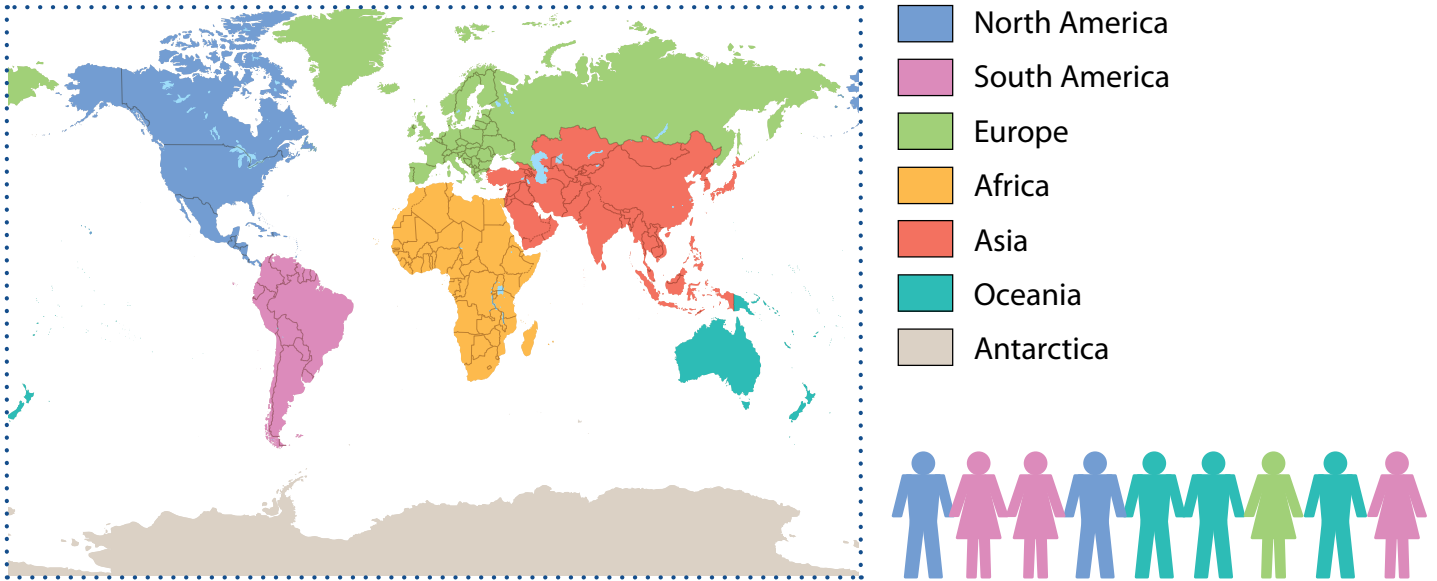 North America
South America
Europe
Africa
Asia
Oceania
Antarctica